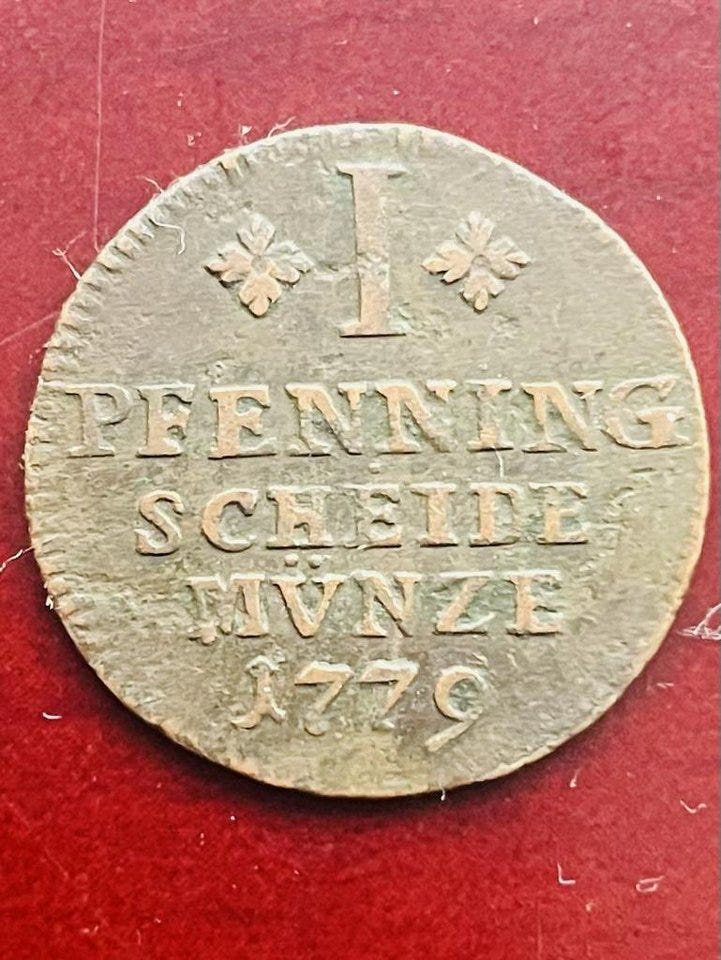 I
PFENNING
SCHEIDE
MÜNZE
1779